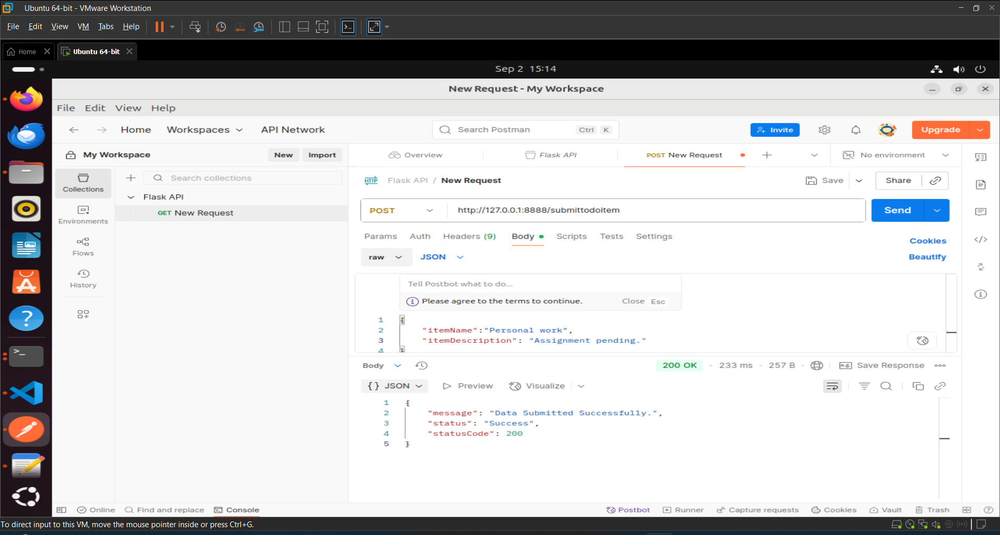 Ubuntu 64-bit - VMware Workstation
File Edit View VM Tabs Help
Home Ubuntu 64-bit
Sep 2 15:14
New Request - My Workspace
File Edit View Help
Home Workspaces API Network Search Postman Ctrl K Invite Upgrade
My Workspace New Import Overview Flask API POST New Request No environment
Collections
Search collections
HTTP Flask API / New Request Save Share
Flask API
GET New Request
POST http://127.0.0.1:8888/submittodoitem Send
Environments
Params Auth Headers (9) Body Scripts Tests Settings Cookies
Flows
raw JSON Beautify
History
Tell Postbot what to do...
Please agree to the terms to continue. Close Esc
1 {
2 "itemName":"Personal work",
3 "itemDescription": "Assignment pending."
4 }
Body 200 OK 233 ms 257 B e.g. Save Response
{} JSON Preview Visualize
1 {
2 "message": "Data Submitted Successfully.",
3 "status": "Success",
4 "statusCode": 200
5 }
Online Find and replace Console Postbot Runner Capture requests Cookies Vault Trash
To direct input to this VM, move the mouse pointer inside or press Ctrl+G.